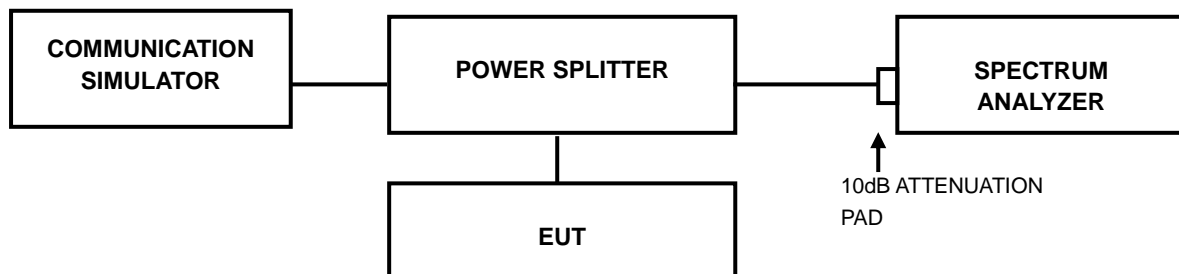 COMMUNICATION
SIMULATOR
POWER SPLITTER
SPECTRUM
ANALYZER
10dB ATTENUATION
PAD
EUT